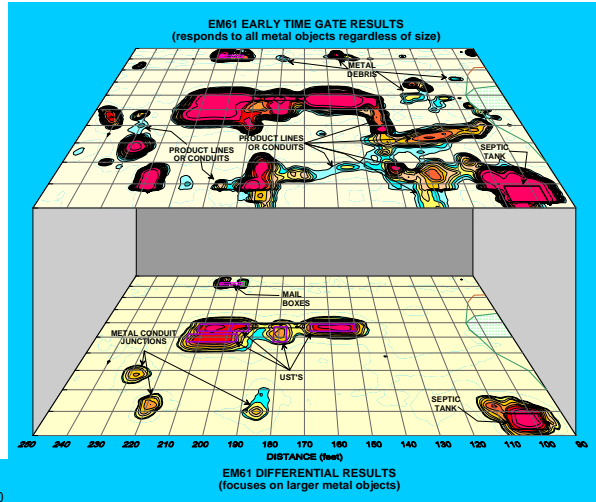 EM61 EARLY TIME GATE RESULTS
(responds to all metal objects regardless of size)
METAL
DEBRIS
PRODUCT LINES
OR CONDUITS
PRODUCT LINES
OR CONDUITS
SEPTIC
TANK
MAIL
BOXES
METAL CONDUIT
JUNCTIONS
UST'S
SEPTIC
TANK
250 240 230 220 210 200 190 180 170 160 150 140 130 120 110 100 90
DISTANCE (feet)
EM61 DIFFERENTIAL RESULTS
(focuses on larger metal objects)
0